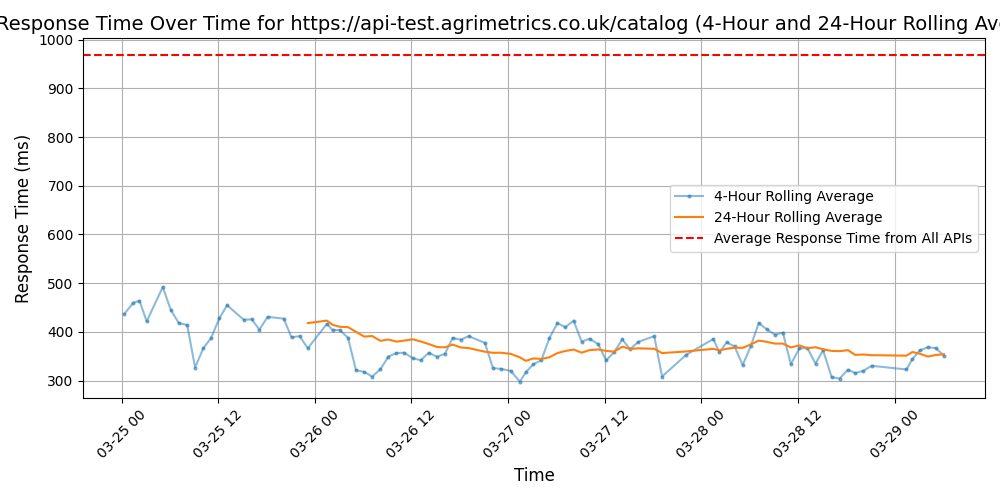 Response Time Over Time for https://api-test.agrimetrics.co.uk/catalog (4-Hour and 24-Hour Rolling Av
1000
900
800
700
600
500
400
300
Response Time (ms)
4-Hour Rolling Average
24-Hour Rolling Average
Average Response Time from All APIs
03-25 00
03-25 12
03-26 00
03-26 12
03-27 00
03-27 12
03-28 00
03-28 12
03-29 00
Time